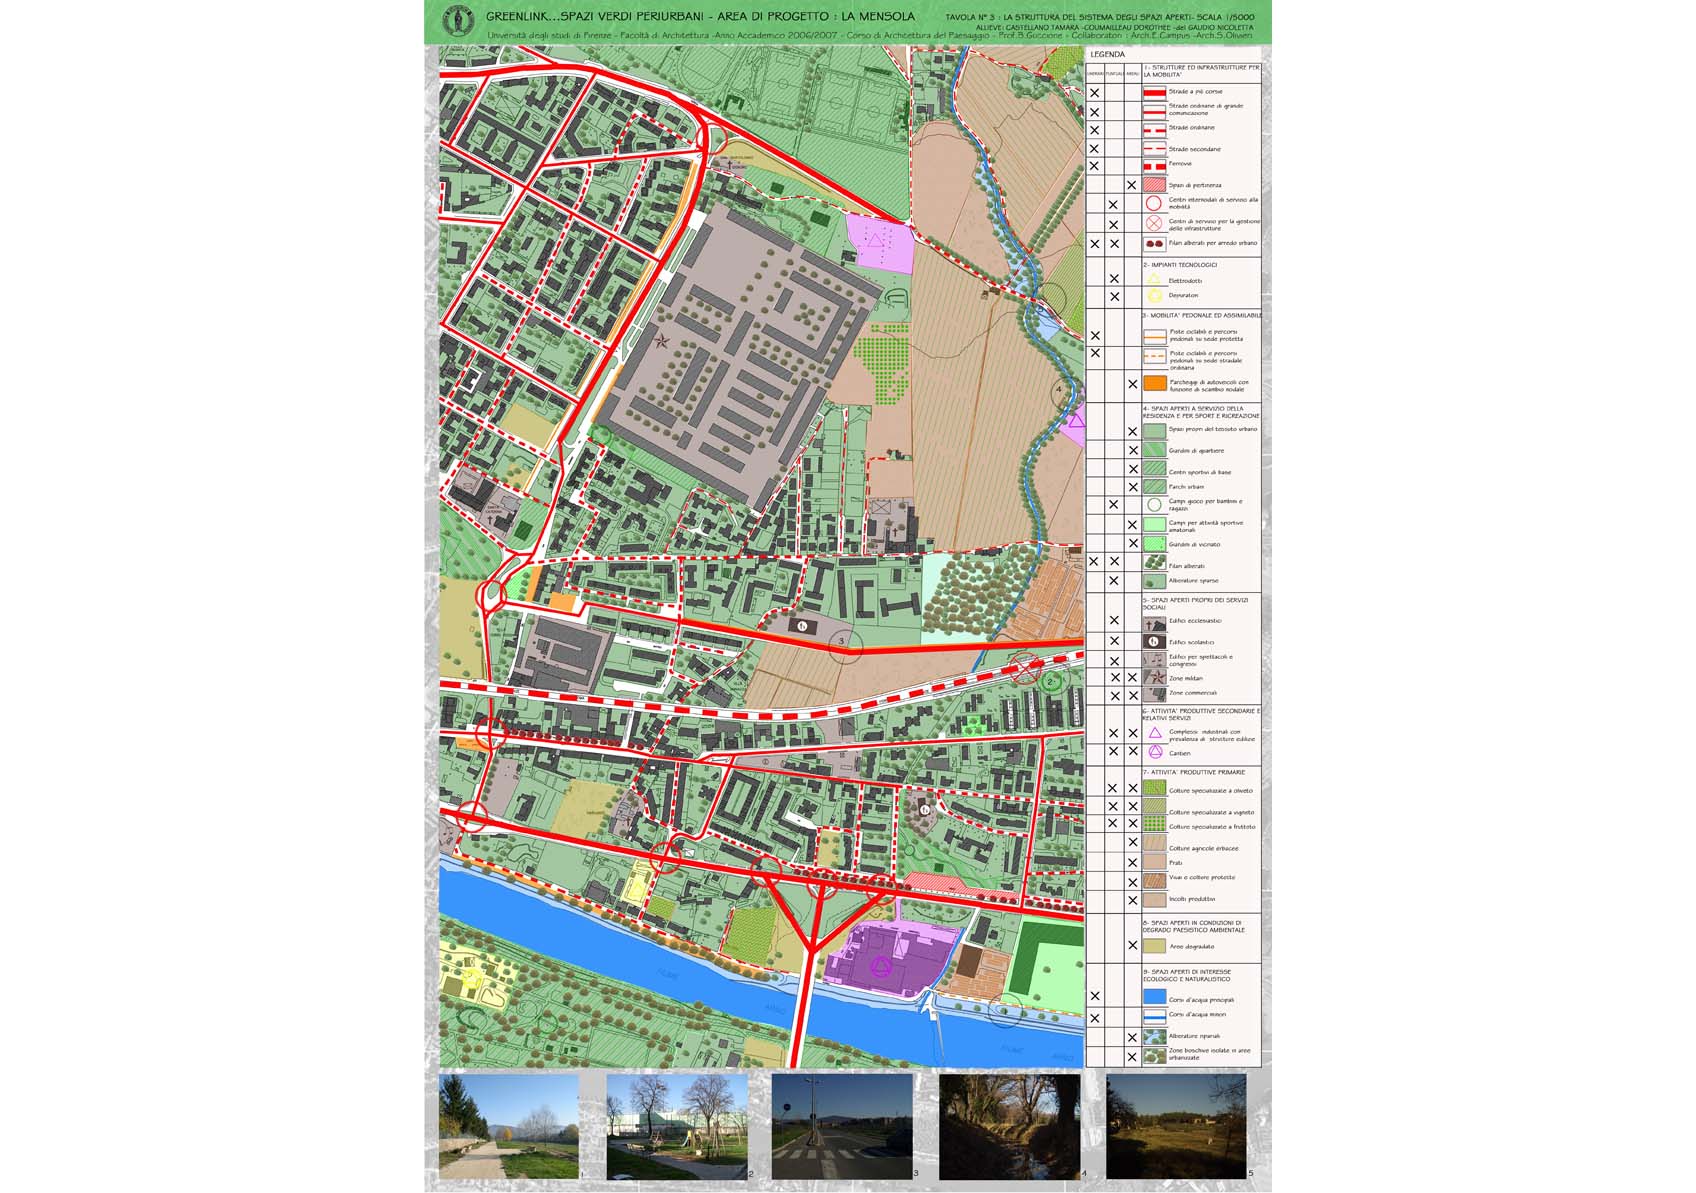 GREENLINK...SPAZI VERDI PERIURBANI - AREA DI PROGETTO : LA MENSOLA
TAVOLA N° 3 : LA STRUTTURA DEL SISTEMA DEGLI SPAZI APERTI- SCALA 1/5000
ALLIEVE: CASTELLANO TAMARA -COUMAILLEAU DOROTHEE -del GAUDIO NICOLETTA
Università degli studi di Firenze - Facoltà di Architettura -Anno Accademico 2006/2007 - Corso di Architettura del Paesaggio - Prof.B.Guccione - Collaboratori : Arch.E.Campus -Arch.S.Olivieri
LEGENDA
LINEARI PUNTUALI AREALI
1- STRUTTURE ED INFRASTRUTTURE PER
LA MOBILITA'
Strade a più corsie
Strade ordinarie di grande
comunicazione
Strade ordinarie
Strade secondarie
Ferrovie
Spazi di pertinenza
Centri intermodali di servizio alla
mobilità
Centri di servizio per la gestione
delle infrastrutture
Filari alberati per arredo urbano
2- IMPIANTI TECNOLOGICI
Elettrodotti
Depuratori
3- MOBILITA' PEDONALE ED ASSIMILABILE
Piste ciclabili e percorsi
pedonali su sede protetta
Piste ciclabili e percorsi
pedonali su sede stradale
ordinaria
Parcheggi di autoveicoli con
funzione di scambio modale
4- SPAZI APERTI A SERVIZIO DELLA
RESIDENZA E PER SPORT E RICREAZIONE
Spazi propri del tessuto urbano
Giardini di quartiere
Centri sportivi di base
Parchi urbani
Campi gioco per bambini e
ragazzi
Campi per attività sportive
amatoriali
Giardini di vicinato
Filari alberati
Alberature sparse
5- SPAZI APERTI PROPRI DEI SERVIZI
SOCIALI
Edifici ecclesiastici
Edifici scolastici
Edifici per spettacoli e
congressi
Zone militari
Zone commerciali
6- ATTIVITA' PRODUTTIVE SECONDARIE E
RELATIVI SERVIZI
Complessi industriali con
prevalenza di strutture edilizie
Cantieri
7- ATTIVITA' PRODUTTIVE PRIMARIE
Colture specializzate a oliveto
Colture specializzate a vigneto
Colture specializzate a frutteto
Colture agricole erbacee
Prati
Vivai e colture protette
Incolti produttivi
8- SPAZI APERTI IN CONDIZIONI DI
DEGRADO PAESISTICO AMBIENTALE
Aree degradate
9- SPAZI APERTI DI INTERESSE
ECOLOGICO E NATURALISTICO
Corsi d'acqua principali
Corsi d'acqua minori
Alberature ripariali
Zone boschive isolate in aree
urbanizzate
4
3
2
FIUME
ARNO
FIUME
ARNO
1
2
3
4
5